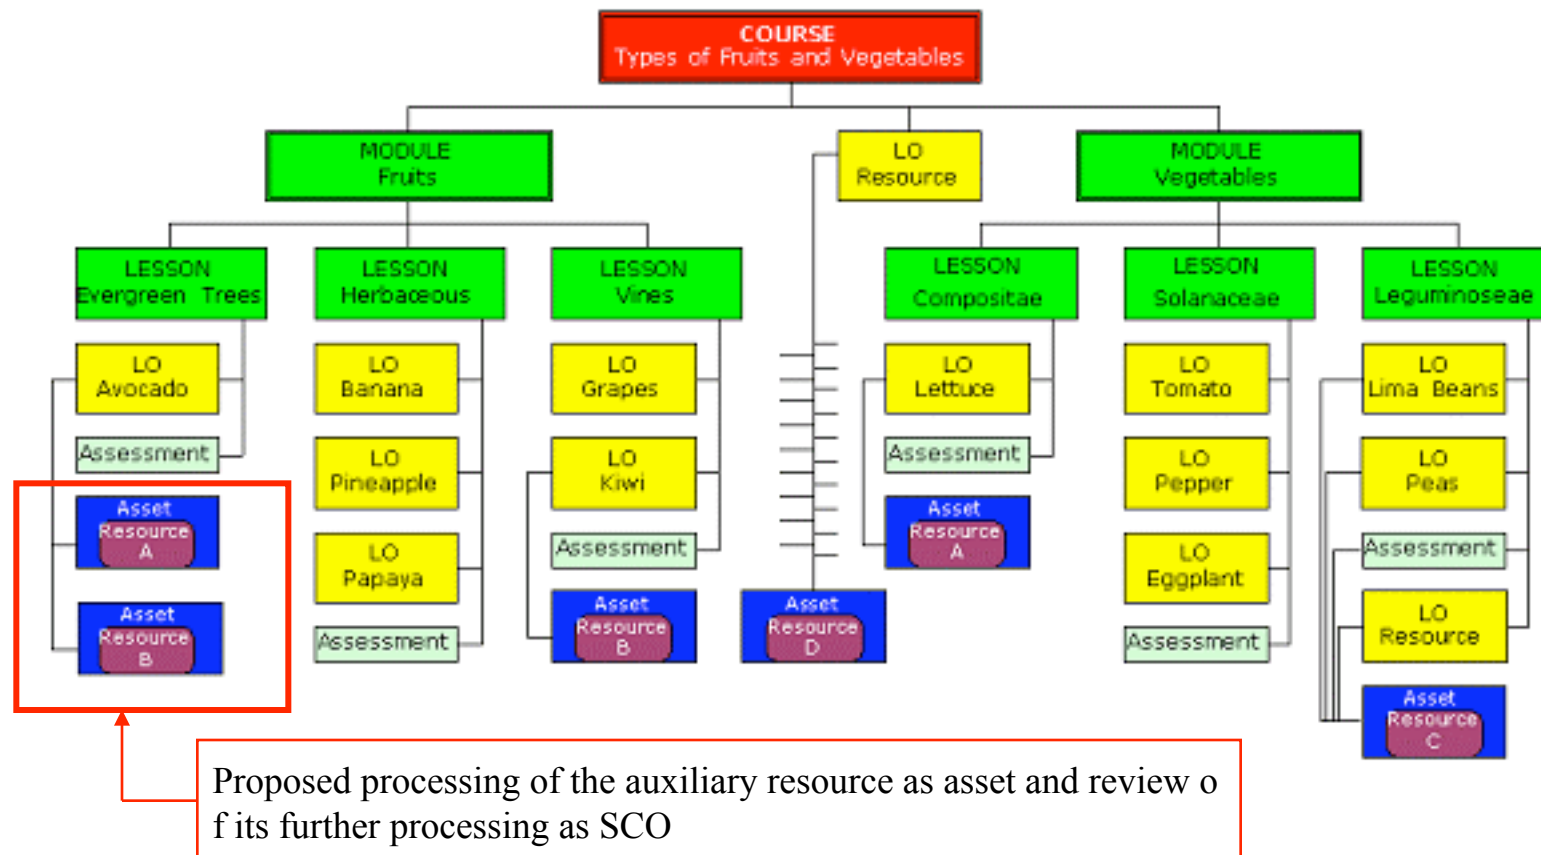 COURSE
Types of Fruits and Vegetables
MODULE
Fruits
LO
Resource
MODULE
Vegetables
LESSON
Evergreen Trees
LESSON
Herbaceous
LESSON
Vines
LESSON
Compositae
LESSON
Solanaceae
LESSON
Leguminoseae
LO
Avocado
LO
Banana
LO
Grapes
LO
Lettuce
LO
Tomato
LO
Lima Beans
Assessment
LO
Pineapple
LO
Kiwi
Assessment
LO
Pepper
LO
Peas
Asset
Resource
A
LO
Papaya
Assessment
Asset
Resource
A
LO
Eggplant
Assessment
Asset
Resource
B
Assessment
Asset
Resource
B
Asset
Resource
D
Assessment
LO
Resource
Asset
Resource
C
Proposed processing of the auxiliary resource as asset and review o
f its further processing as SCO